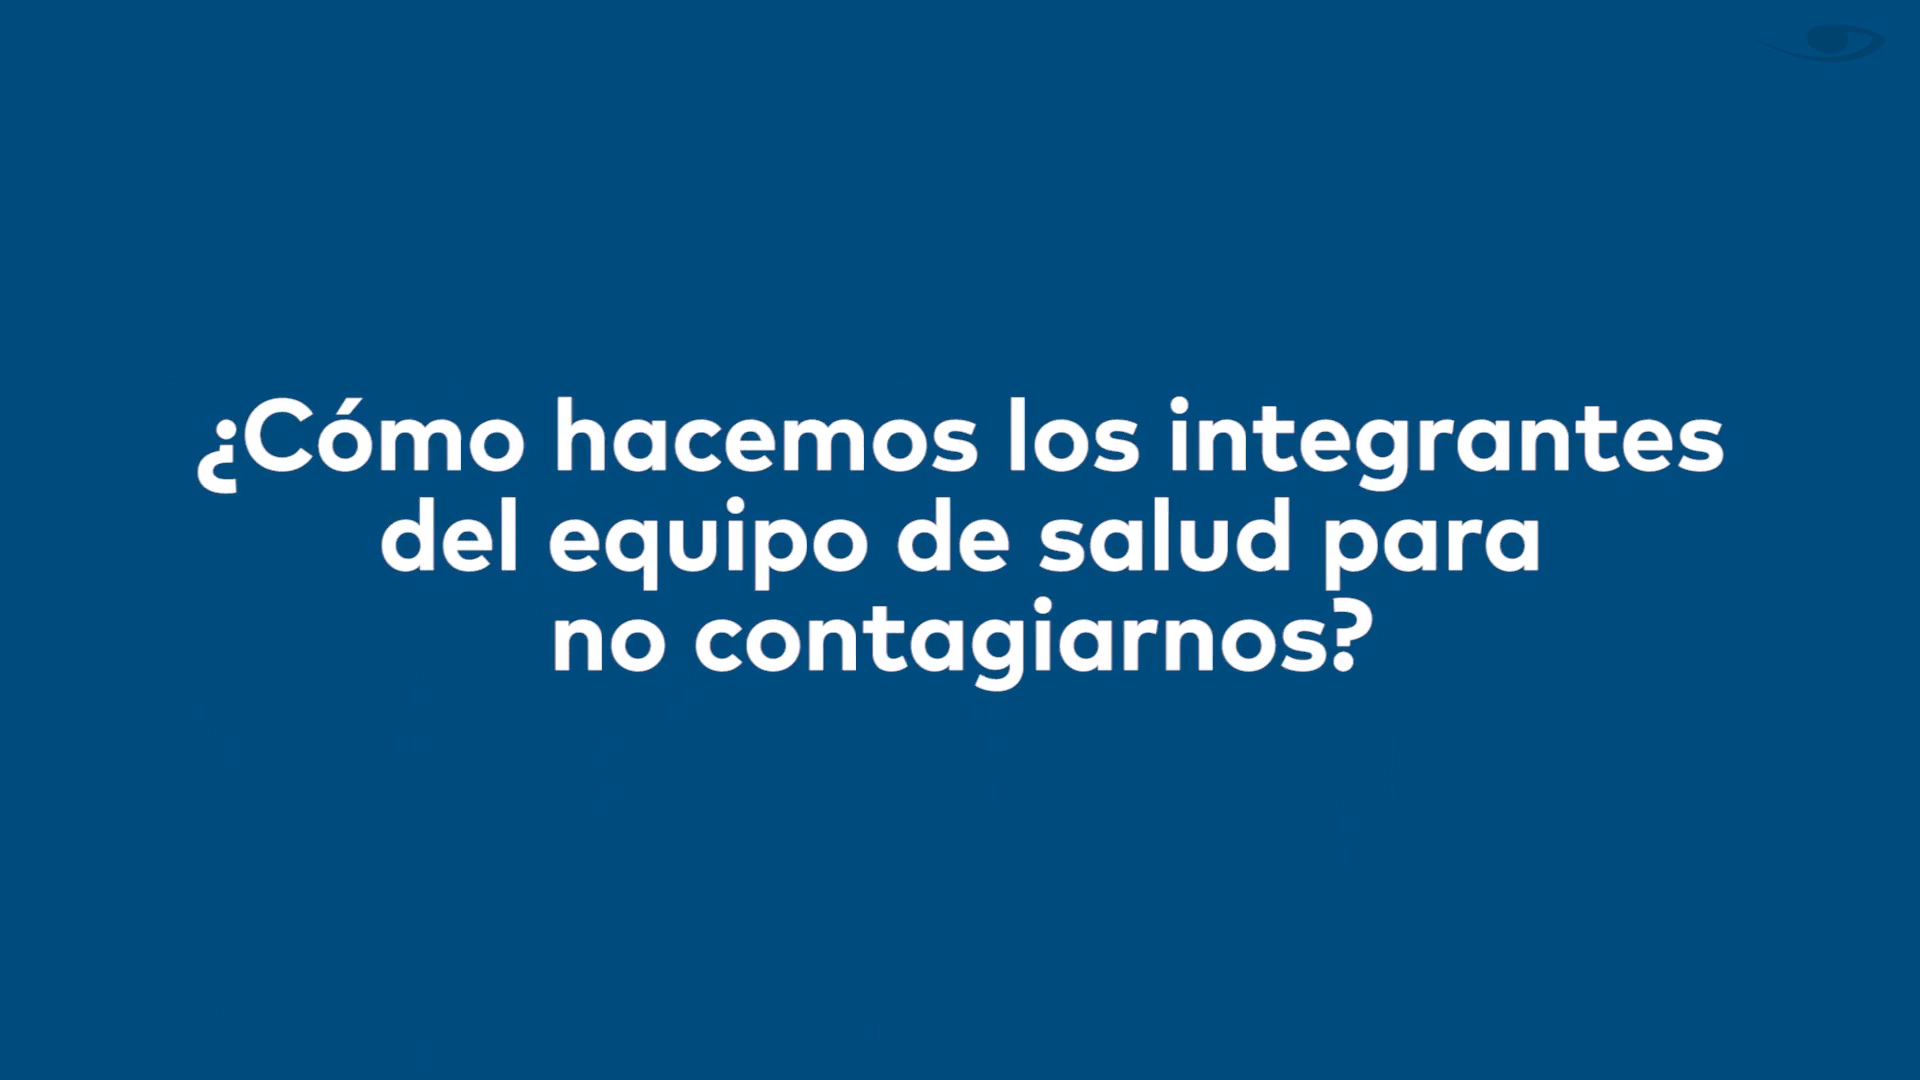 ¿Cómo hacemos los integrantes
del equipo de salud para
no contagiarnos?